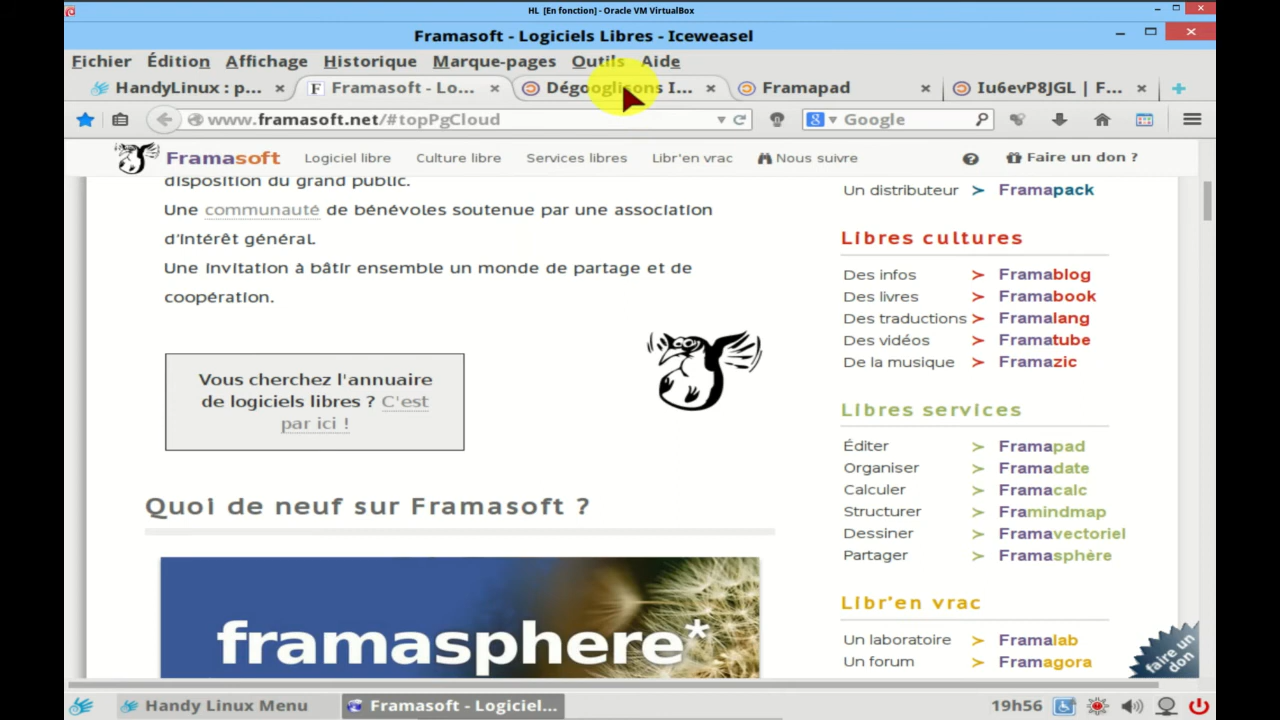 HL [En fonction] - Oracle VM VirtualBox
Framasoft - Logiciels Libres - Iceweasel
Fichier Édition Affichage Historique Marque-pages Outils Aide
HandyLinux : p... Framasoft - Lo... Dégooglisons I... Framapad Iu6evP8JGL | F...
www.framasoft.net/#topPgCloud Google
Framasoft Logiciel libre Culture libre Services libres Libr'en vrac Nous suivre Faire un don ?
disposition du grand public.
Une communauté de bénévoles soutenue par une association
d'intérêt général.
Une invitation à bâtir ensemble un monde de partage et de
coopération.
Vous cherchez l'annuaire
de logiciels libres ? C'est
par ici !
Quoi de neuf sur Framasoft ?
framasphere*
Un distributeur ➢ Framapack
Libres cultures
Des infos ➢ Framablog
Des livres ➢ Framabook
Des traductions ➢ Framalang
Des vidéos ➢ Framatube
De la musique ➢ Framazic
Libres services
Éditer ➢ Framapad
Organiser ➢ Framadate
Calculer ➢ Framacalc
Structurer ➢ Framindmap
Dessiner ➢ Framavectoriel
Partager ➢ Framasphère
Libr'en vrac
Un laboratoire ➢ Framalab
Un forum ➢ Framagora
faire un
don
Handy Linux Menu Framasoft - Logiciel... 19h56